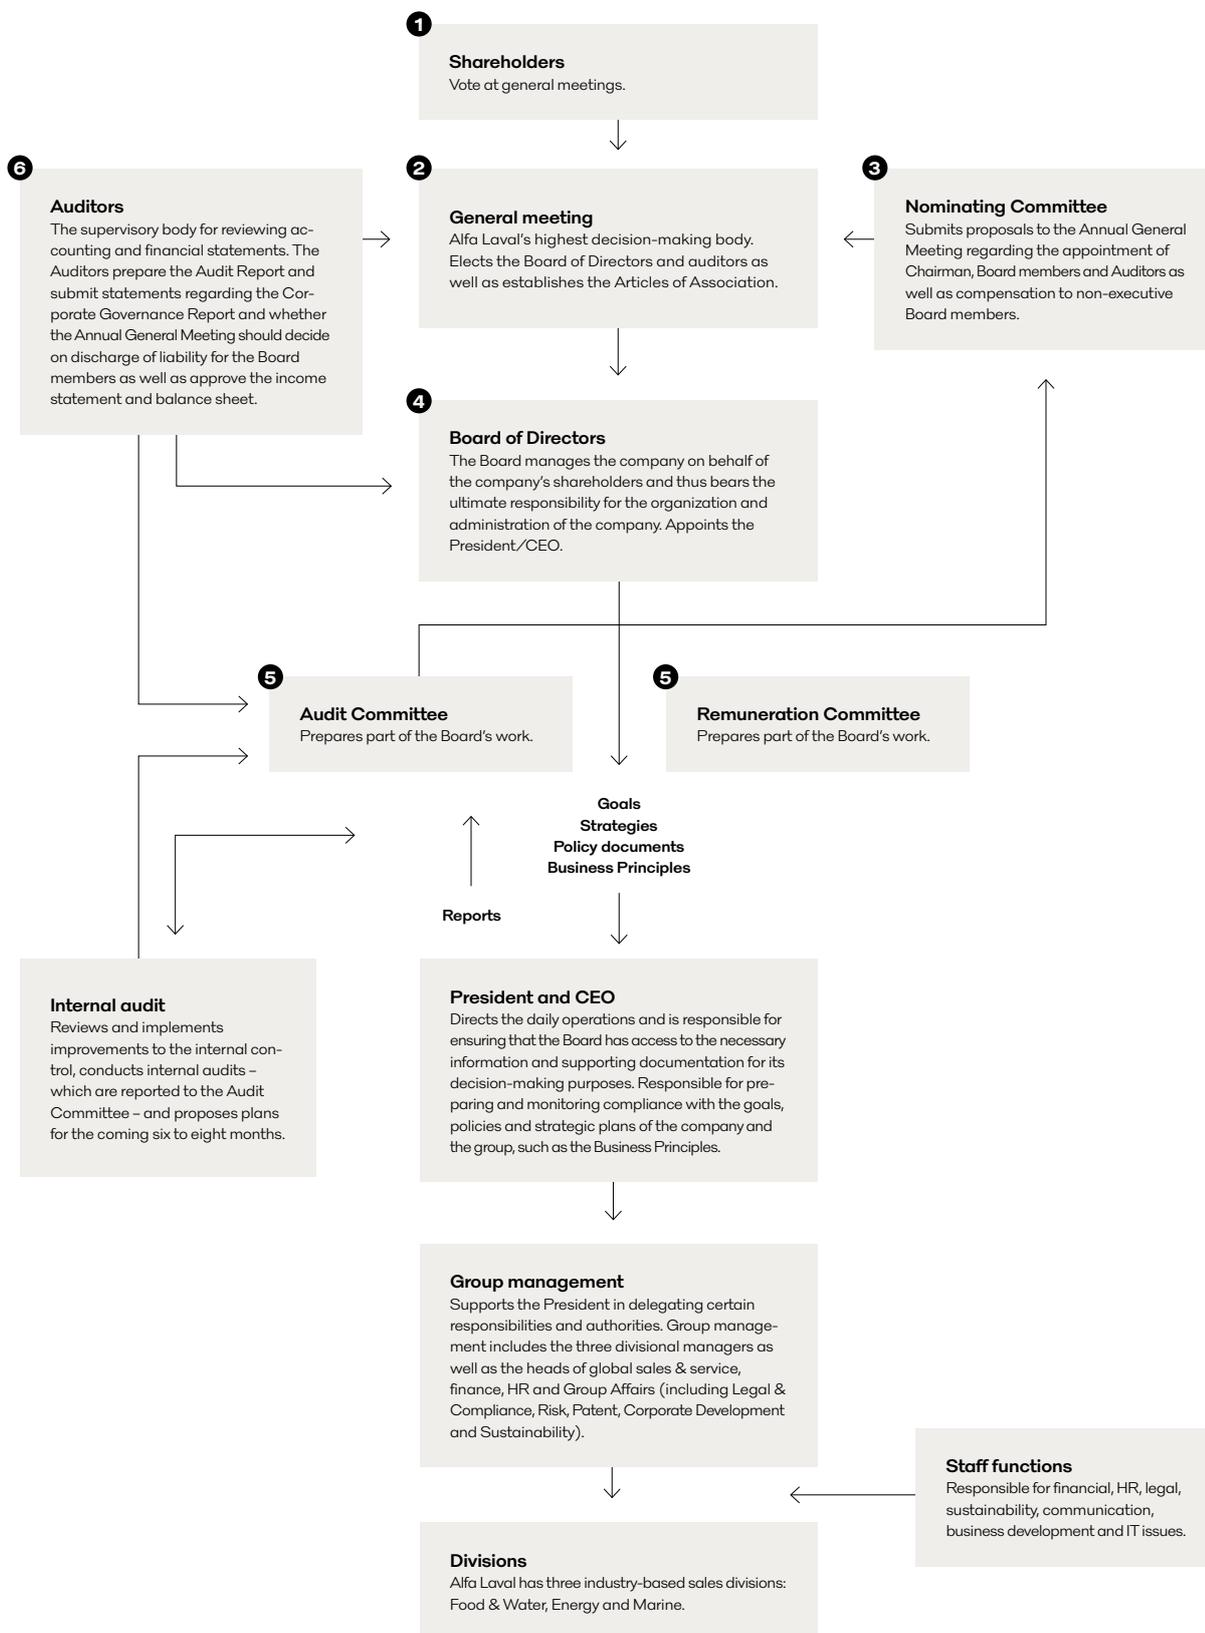 1
Shareholders
Vote at general meetings.
6
Auditors
The supervisory body for reviewing ac-
counting and financial statements. The
Auditors prepare the Audit Report and
submit statements regarding the Cor-
porate Governance Report and whether
the Annual General Meeting should decide
on discharge of liability for the Board
members as well as approve the income
statement and balance sheet.
2
General meeting
Alfa Laval's highest decision-making body.
Elects the Board of Directors and auditors as
well as establishes the Articles of Association.
3
Nominating Committee
Submits proposals to the Annual General
Meeting regarding the appointment of
Chairman, Board members and Auditors as
well as compensation to non-executive
Board members.
4
Board of Directors
The Board manages the company on behalf of
the company's shareholders and thus bears the
ultimate responsibility for the organization and
administration of the company. Appoints the
President/CEO.
5
Audit Committee
Prepares part of the Board's work.
5
Remuneration Committee
Prepares part of the Board's work.
Goals
Strategies
Policy documents
Business Principles
Reports
Internal audit
Reviews and implements
improvements to the internal con-
trol, conducts internal audits –
which are reported to the Audit
Committee – and proposes plans
for the coming six to eight months.
President and CEO
Directs the daily operations and is responsible for
ensuring that the Board has access to the necessary
information and supporting documentation for its
decision-making purposes. Responsible for pre-
paring and monitoring compliance with the goals,
policies and strategic plans of the company and
the group, such as the Business Principles.
Group management
Supports the President in delegating certain
responsibilities and authorities. Group manage-
ment includes the three divisional managers as
well as the heads of global sales & service,
finance, HR and Group Affairs (including Legal &
Compliance, Risk, Patent, Corporate Development
and Sustainability).
Staff functions
Responsible for financial, HR, legal,
sustainability, communication,
business development and IT issues.
Divisions
Alfa Laval has three industry-based sales divisions:
Food & Water, Energy and Marine.